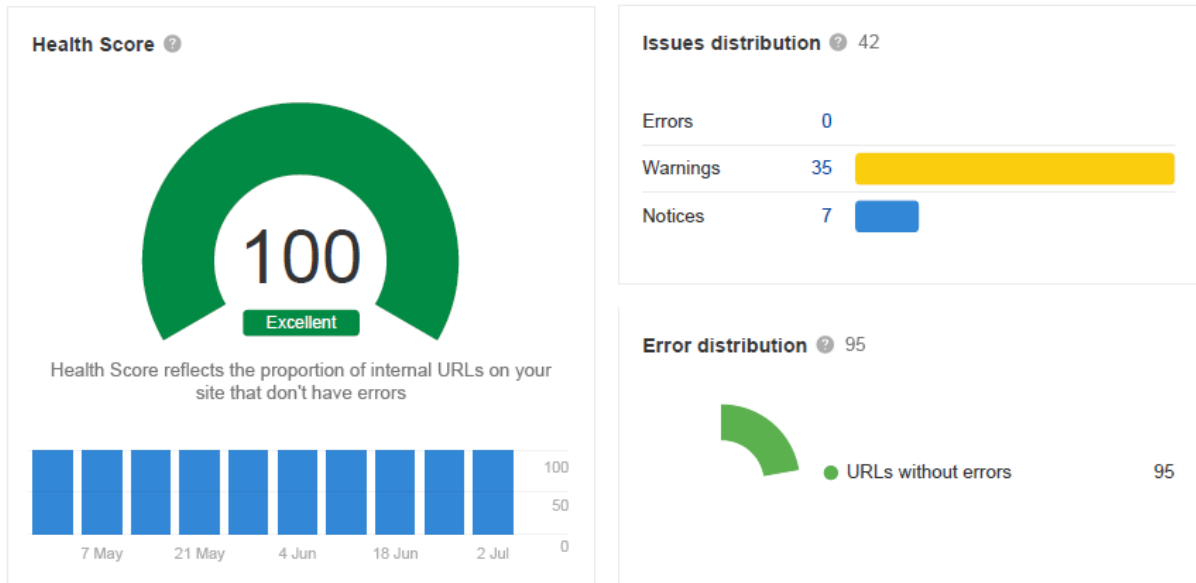 Health Score ?
100
Excellent
Health Score reflects the proportion of internal URLs on your
site that don't have errors
100
50
0
7 May 21 May 4 Jun 18 Jun 2 Jul
Issues distribution ? 42
Errors 0
Warnings 35
Notices 7
Error distribution ? 95
URLs without errors 95